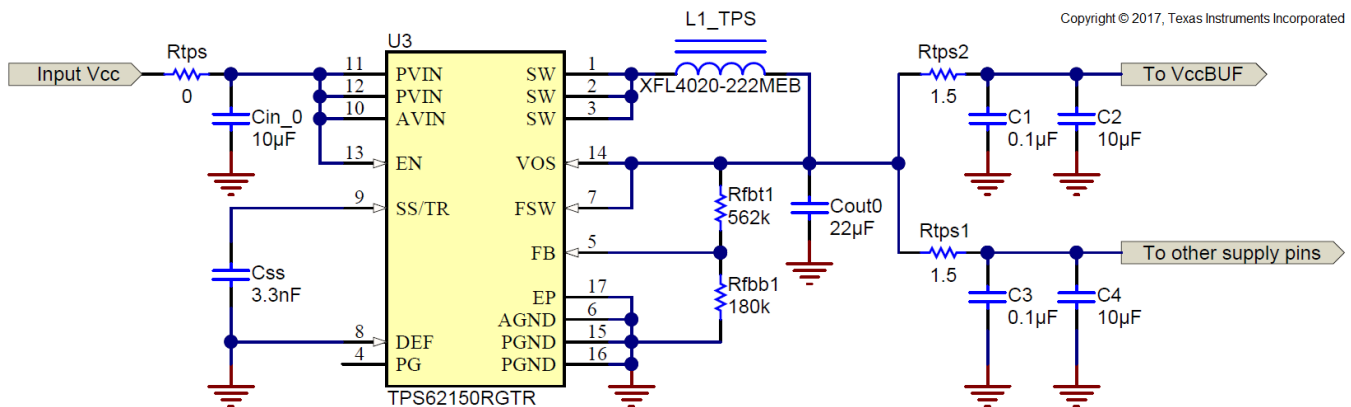 Copyright © 2017, Texas Instruments Incorporated
L1_TPS
XFL4020-222MEB
U3
Rtps
0
Input Vcc
Cin_0
10µF
11 PVIN
12 PVIN
10 AVIN
13 EN
9 SS/TR
8 DEF
4 PG
SW 1
SW 2
SW 3
VOS 14
FSW 7
FB 5
EP 17
AGND 6
PGND 15
PGND 16
TPS62150RGTR
Css
3.3nF
Rfbt1
562k
Rfbb1
180k
Cout0
22µF
Rtps2
1.5
To VccBUF
C1
0.1µF
C2
10µF
Rtps1
1.5
To other supply pins
C3
0.1µF
C4
10µF